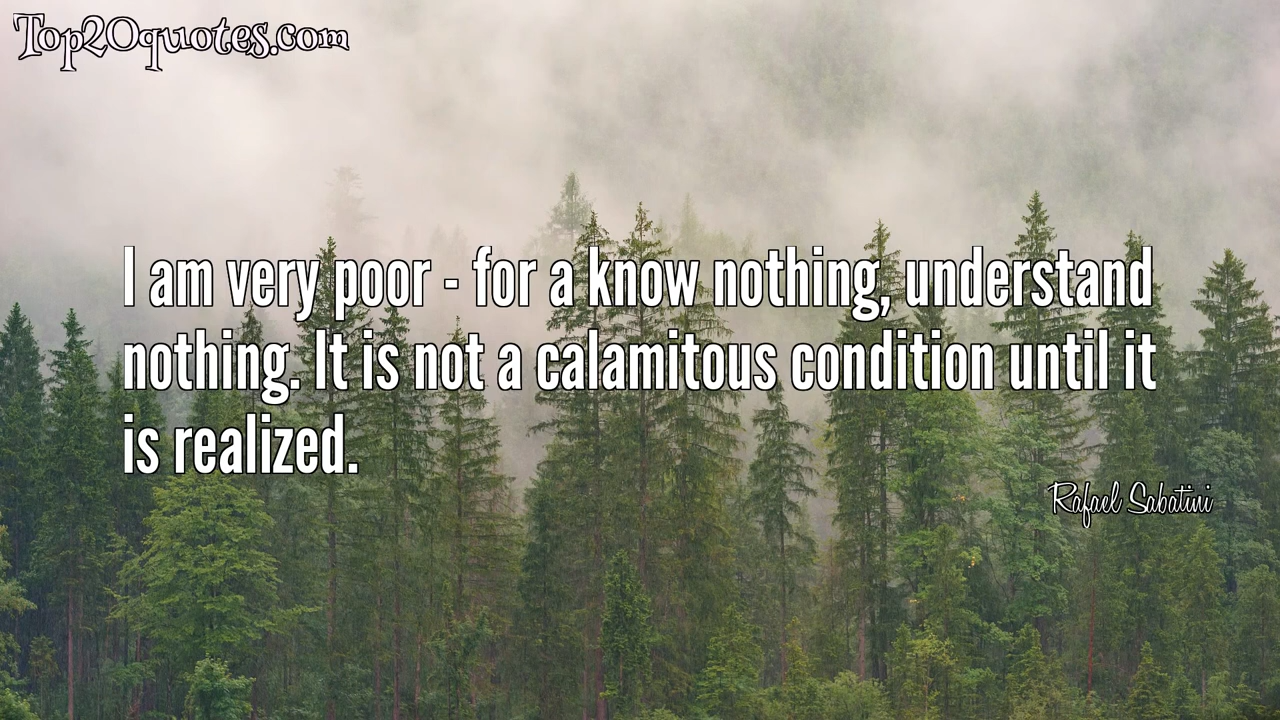 Top20quotes.com
I am very poor - for a know nothing, understand
nothing. It is not a calamitous condition until it
is realized.
Rafael Sabatini